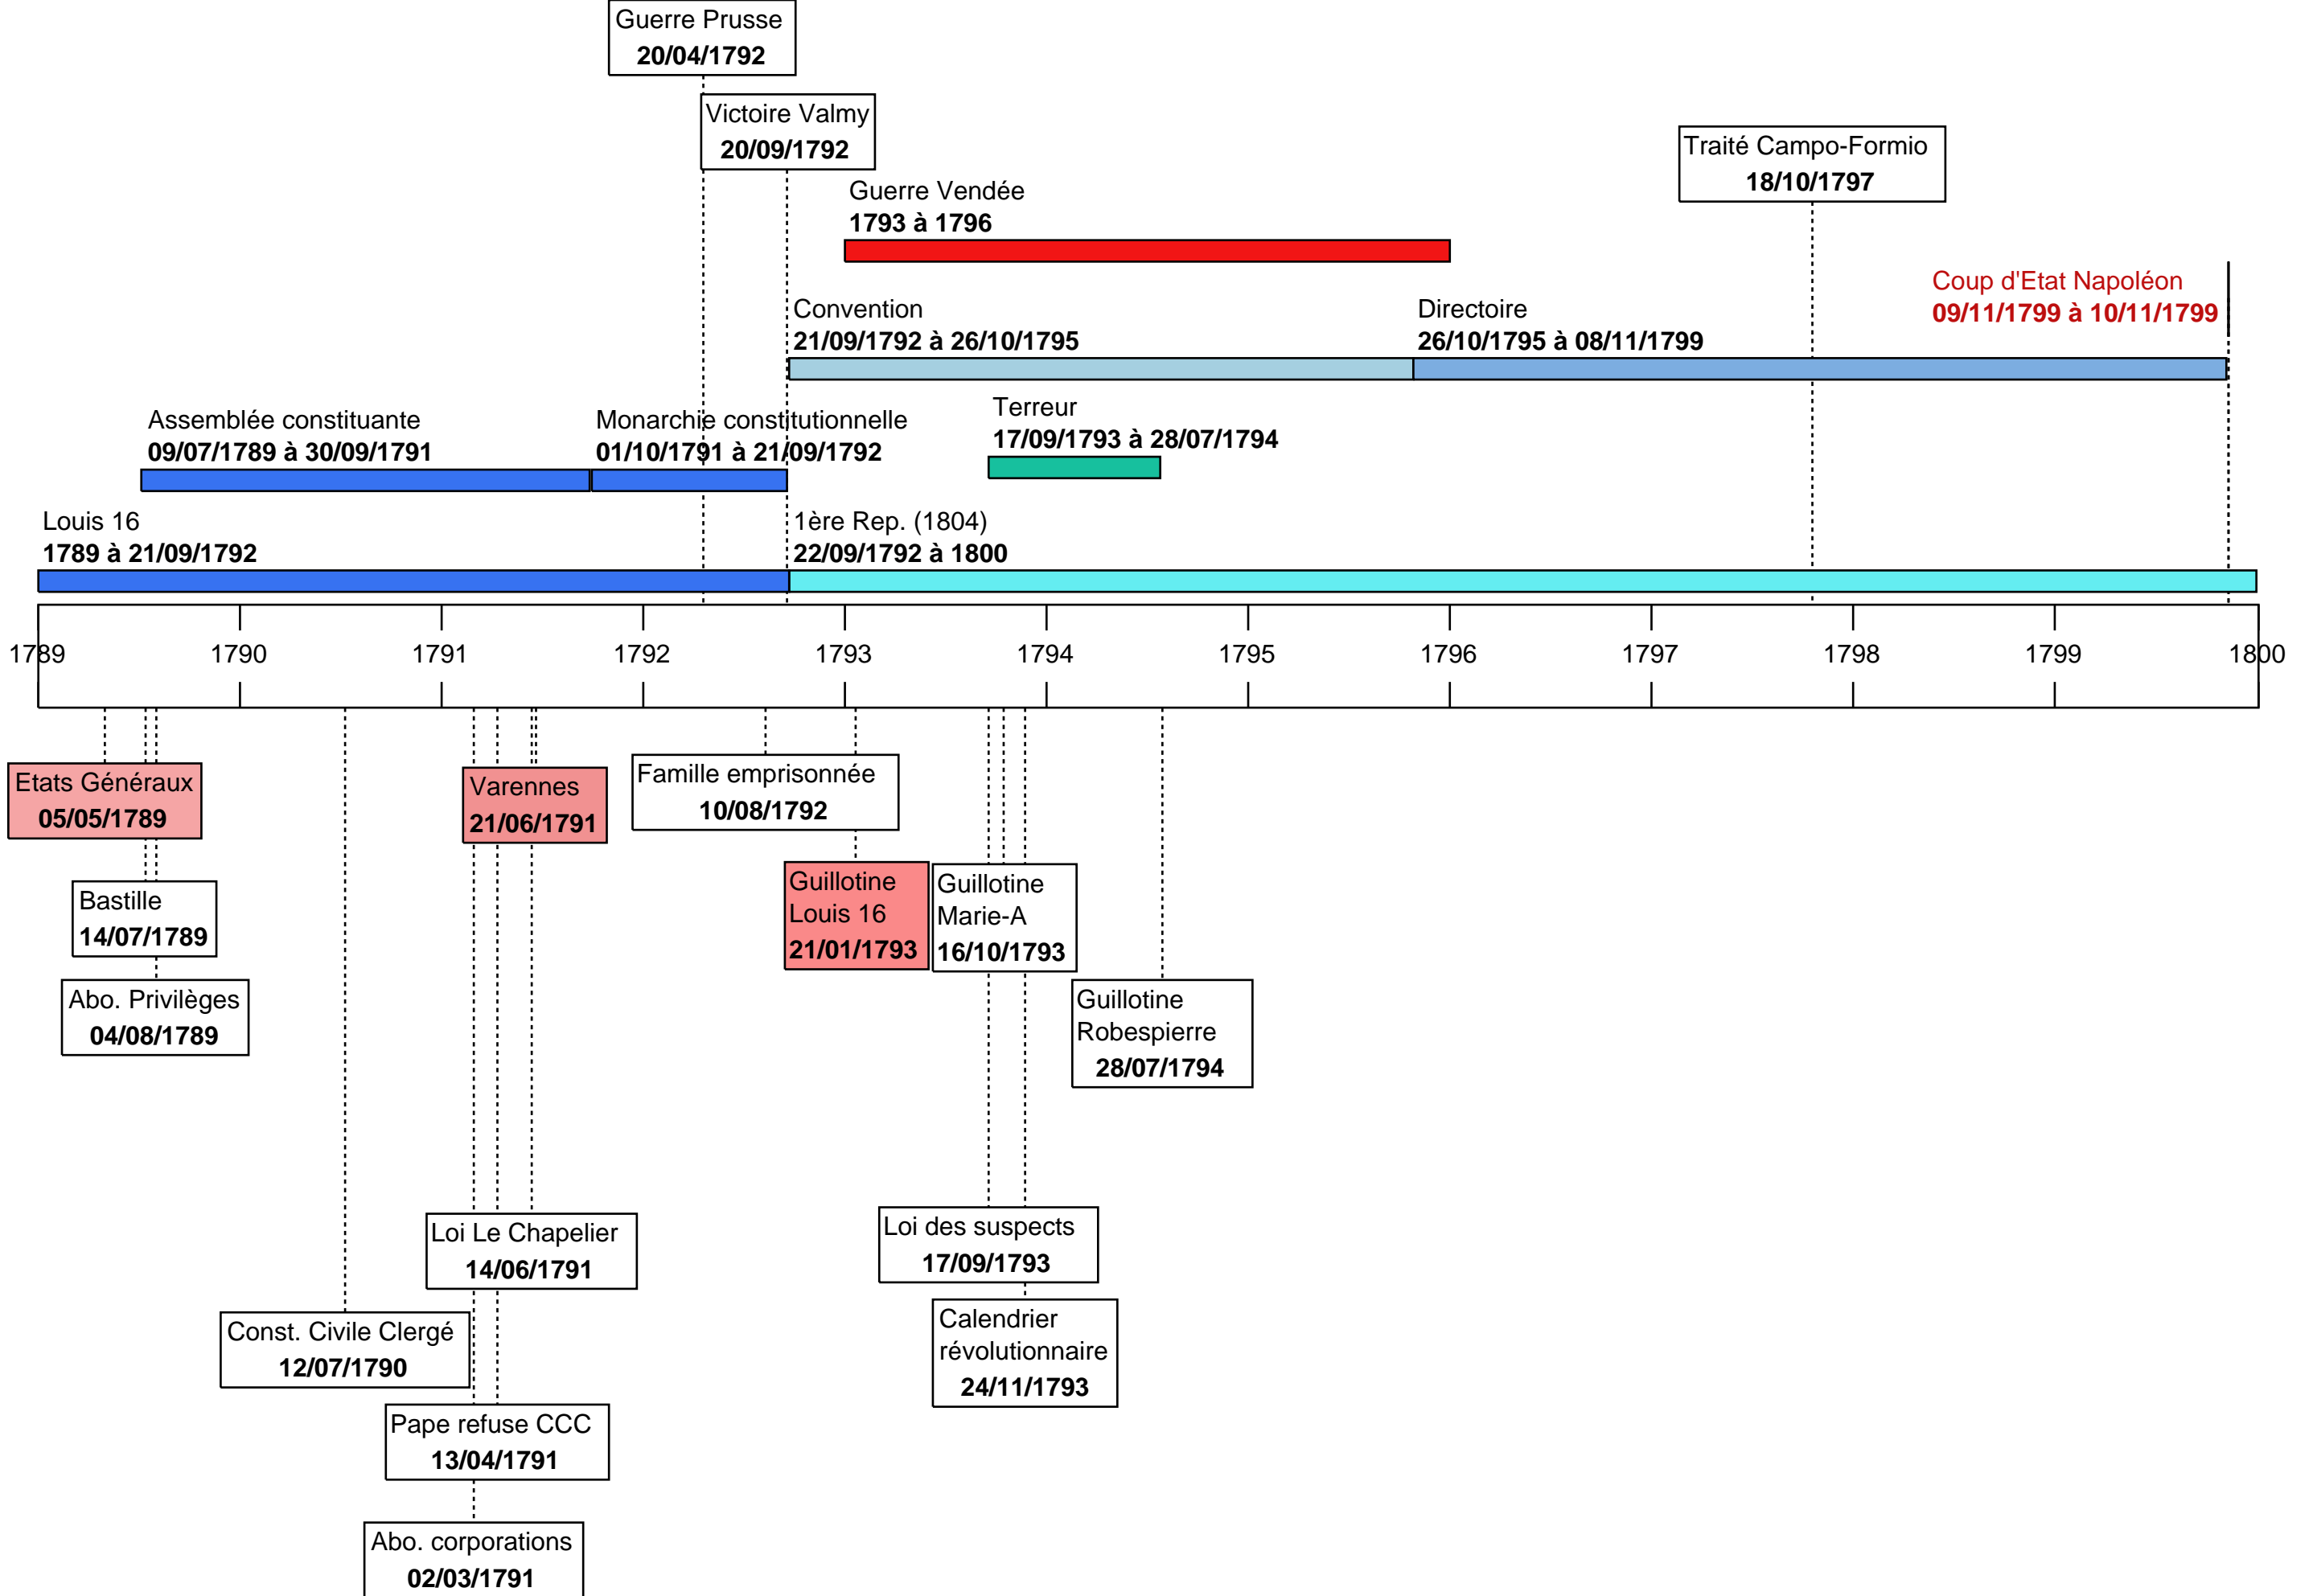 Guerre Prusse
20/04/1792
Victoire Valmy
20/09/1792
Traité Campo-Formio
18/10/1797
Guerre Vendée
1793 à 1796
Coup d'Etat Napoléon
09/11/1799 à 10/11/1799
Convention
21/09/1792 à 26/10/1795
Directoire
26/10/1795 à 08/11/1799
Assemblée constituante
09/07/1789 à 30/09/1791
Monarchie constitutionnelle
01/10/1791 à 21/09/1792
Terreur
17/09/1793 à 28/07/1794
Louis 16
1789 à 21/09/1792
1ère Rep. (1804)
22/09/1792 à 1800
1789 1790 1791 1792 1793 1794 1795 1796 1797 1798 1799 1800
Etats Généraux
05/05/1789
Varennes
21/06/1791
Famille emprisonnée
10/08/1792
Bastille
14/07/1789
Guillotine
Louis 16
21/01/1793
Guillotine
Marie-A
16/10/1793
Abo. Privilèges
04/08/1789
Guillotine
Robespierre
28/07/1794
Loi Le Chapelier
14/06/1791
Loi des suspects
17/09/1793
Const. Civile Clergé
12/07/1790
Calendrier
révolutionnaire
24/11/1793
Pape refuse CCC
13/04/1791
Abo. corporations
02/03/1791